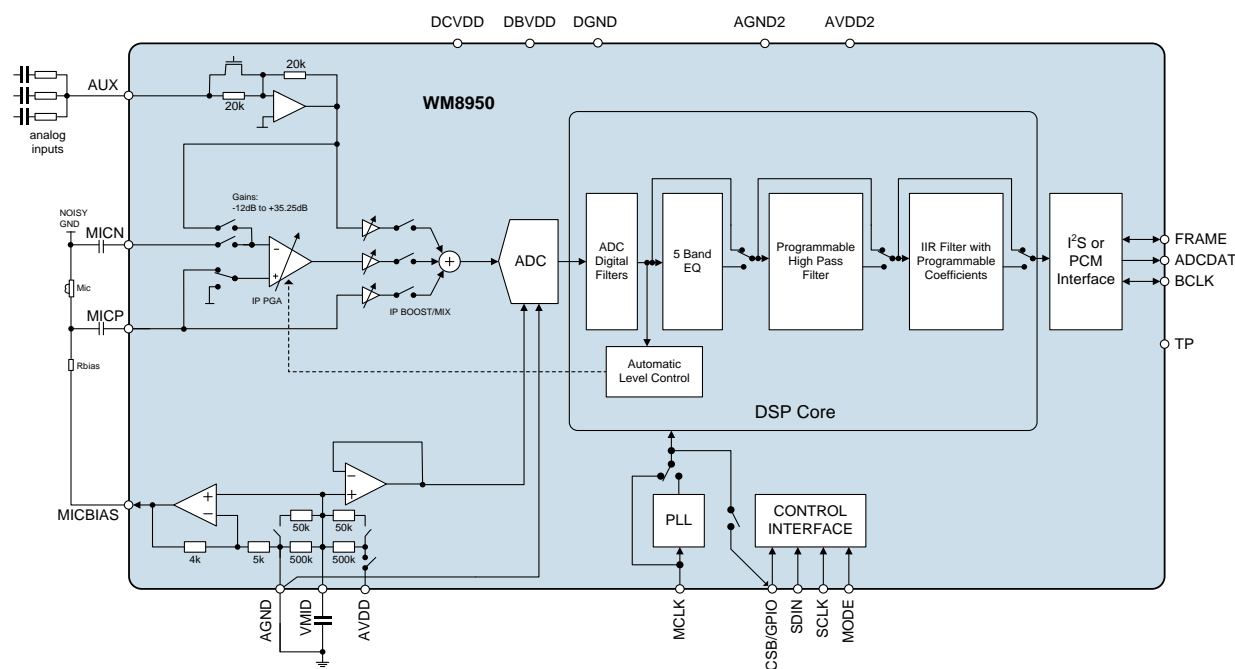 DCVDD
DBVDD
DGND
AGND2
AVDD2
20k
AUX
20k
WM8950
analog
inputs
Gains:
-12dB to +35.25dB
NOISY
GND
MICN
Mic
MICP
Rbias
IP PGA
IP BOOST/MIX
ADC
ADC
Digital
Filters
5 Band
EQ
Programmable
High Pass
Filter
IIR Filter with
Programmable
Coefficients
I²S or
PCM
Interface
FRAME
ADCDAT
BCLK
TP
Automatic
Level Control
DSP Core
MICBIAS
50k
50k
4k
5k
500k
500k
PLL
CONTROL
INTERFACE
AGND
VMID
AVDD
MCLK
CSB/GPIO
SDIN
SCLK
MODE